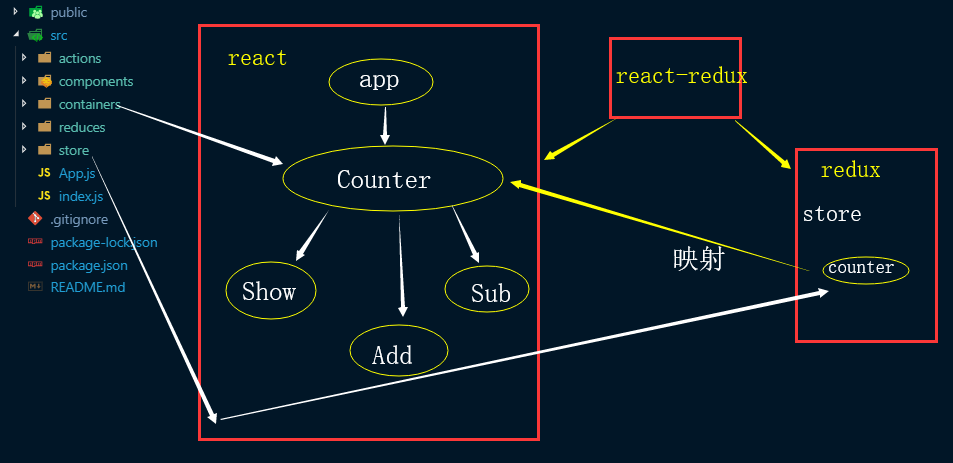 public
src
actions
components
containers
reduces
store
JS App.js
JS index.js
.gitignore
package-lock.json
package.json
README.md
react
app
Counter
Show
Add
Sub
react-redux
redux
store
counter
映射